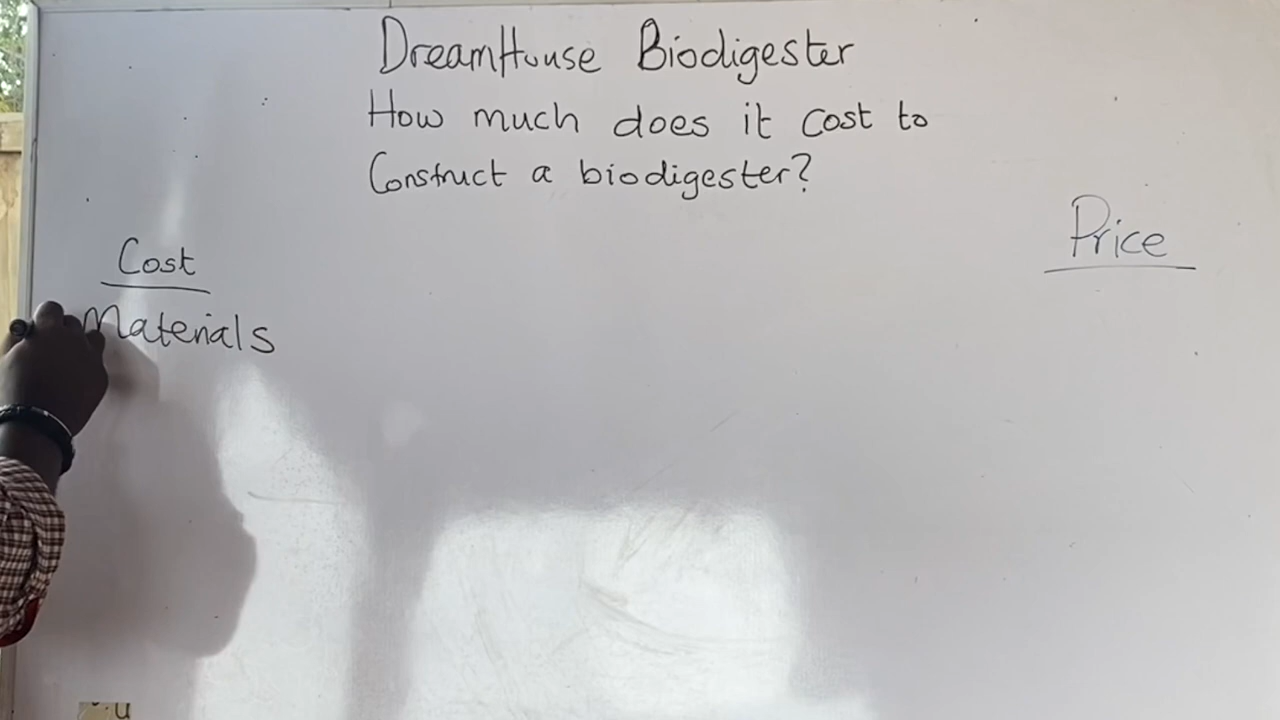 DreamHouse Biodigester
How much does it cost to
Construct a biodigester?
Price
Cost
Materials